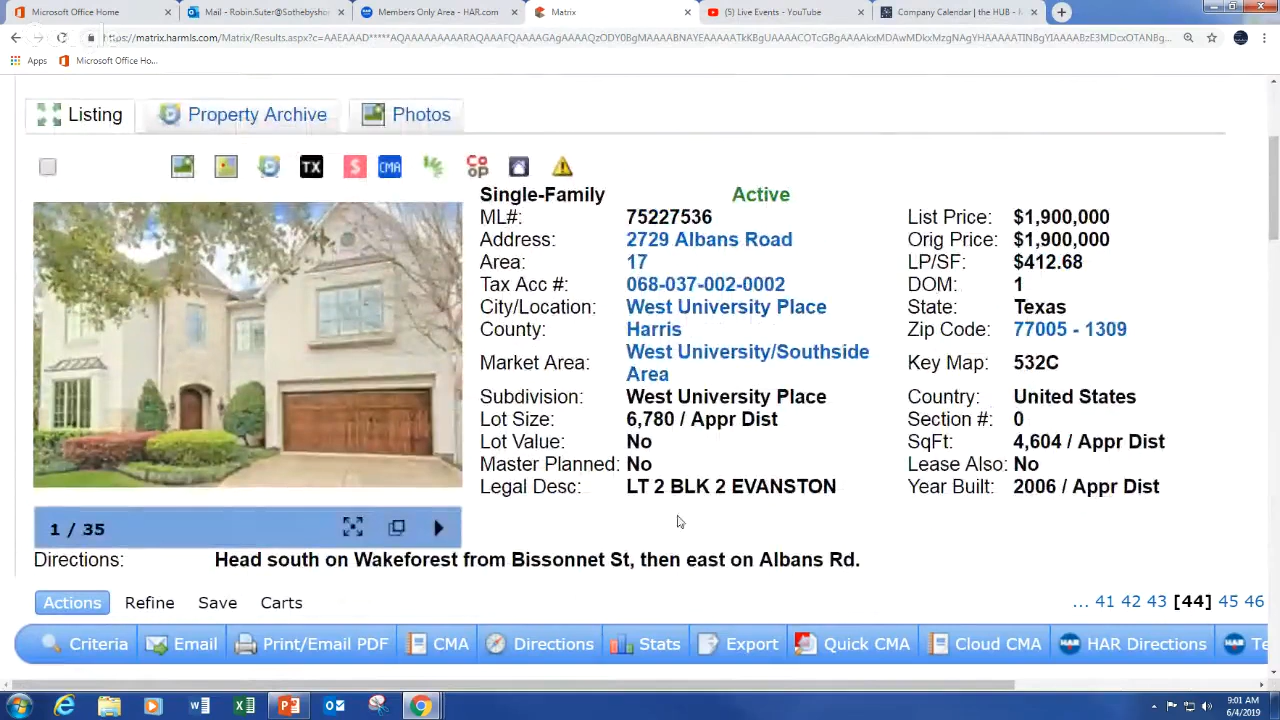 Microsoft Office Home
Mail - Robin.Suter@Sothebyshor
Members Only Area - HAR.com
Matrix
(5) Live Events - YouTube
Company Calendar | the HUB -
Apps
Microsoft Office Ho...
Listing
Property Archive
Photos
TX
$
CMA
Co op
Single-Family Active
ML#: 75227536 List Price: $1,900,000
Address: 2729 Albans Road Orig Price: $1,900,000
Area: 17 LP/SF: $412.68
Tax Acc #: 068-037-002-0002 DOM: 1
City/Location: West University Place State: Texas
County: Harris Zip Code: 77005 - 1309
Market Area: West University/Southside Area Key Map: 532C
Subdivision: West University Place Country: United States
Lot Size: 6,780 / Appr Dist Section #: 0
Lot Value: No SqFt: 4,604 / Appr Dist
Master Planned: No Lease Also: No
Legal Desc: LT 2 BLK 2 EVANSTON Year Built: 2006 / Appr Dist
1 / 35
Directions: Head south on Wakeforest from Bissonnet St, then east on Albans Rd.
Actions Refine Save Carts ... 41 42 43 [44] 45 46
Criteria Email Print/Email PDF CMA Directions Stats Export Quick CMA Cloud CMA HAR Directions Te
9:01 AM
6/4/2019